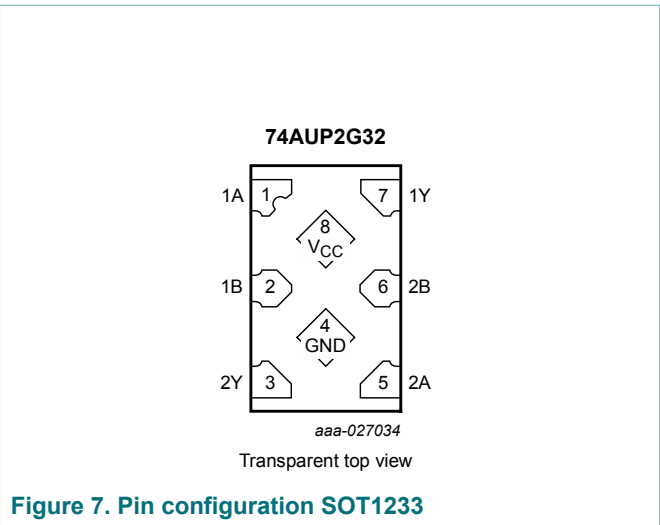 74AUP2G32
1A 1 7 1Y
8
VCC
1B 2 6 2B
4
GND
2Y 3 5 2A
aaa-027034
Transparent top view
Figure 7. Pin configuration SOT1233